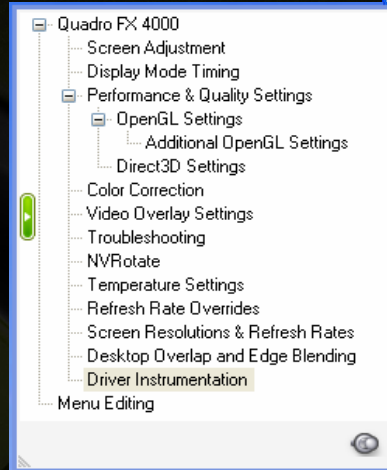 Quadro FX 4000
Screen Adjustment
Display Mode Timing
Performance & Quality Settings
OpenGL Settings
Additional OpenGL Settings
Direct3D Settings
Color Correction
Video Overlay Settings
Troubleshooting
NVRotate
Temperature Settings
Refresh Rate Overrides
Screen Resolutions & Refresh Rates
Desktop Overlap and Edge Blending
Driver Instrumentation
Menu Editing